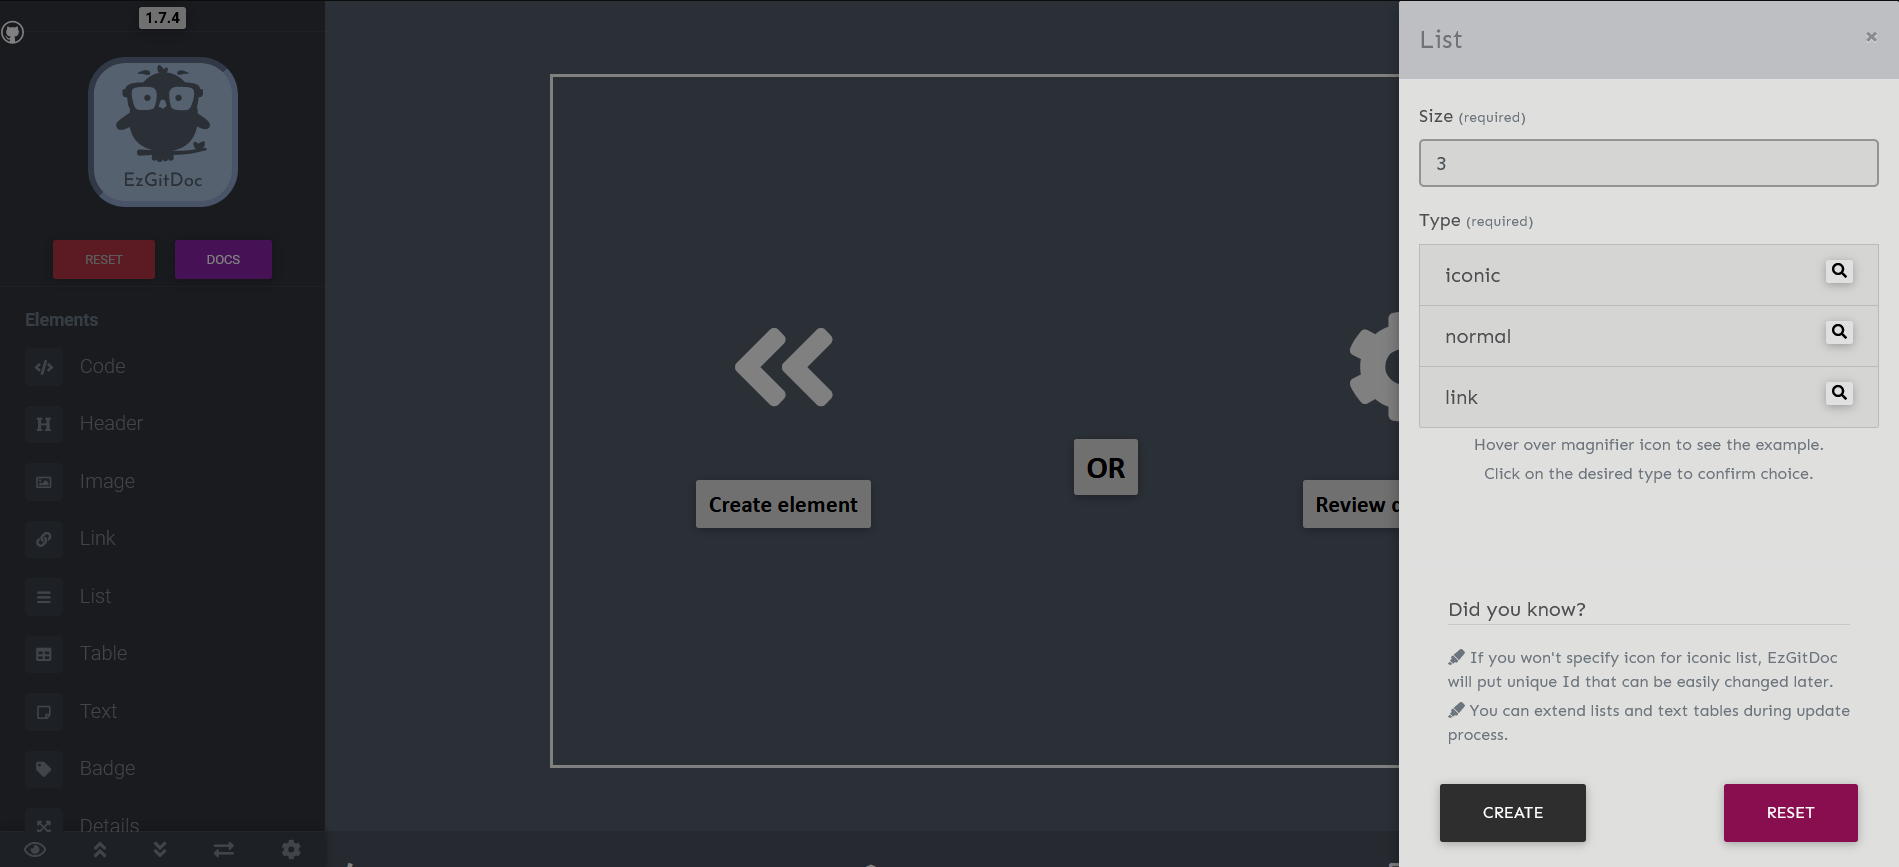 1.7.4
EzGitDoc
RESET
DOCS
Elements
Code
Header
Image
Link
List
Table
Text
Badge
Details
Create element
OR
Review
List
×
Size (required)
3
Type (required)
iconic
normal
link
Hover over magnifier icon to see the example.
Click on the desired type to confirm choice.
Did you know?
If you won't specify icon for iconic list, EzGitDoc
will put unique Id that can be easily changed later.
You can extend lists and text tables during update
process.
CREATE
RESET